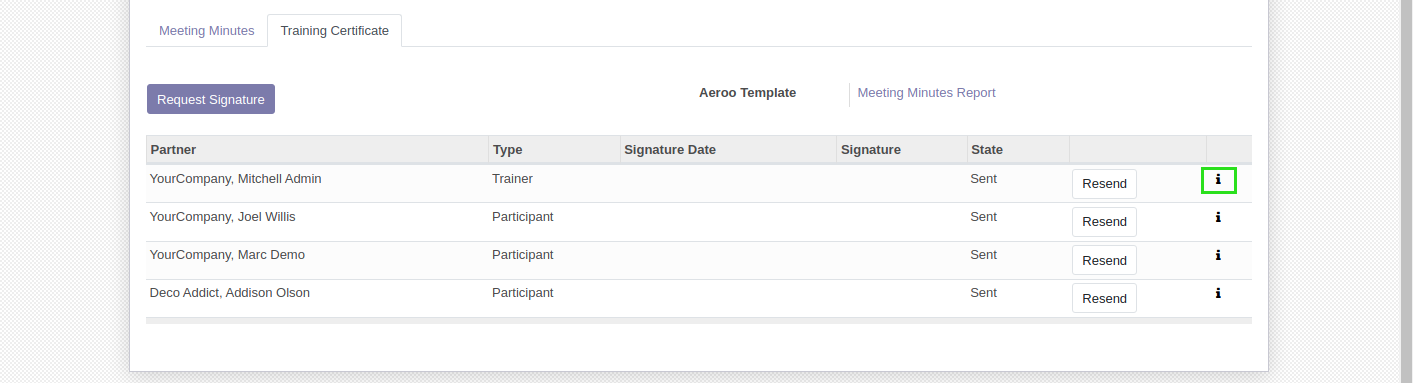 Meeting Minutes Training Certificate
Request Signature Aeroo Template Meeting Minutes Report
Partner Type Signature Date Signature State
YourCompany, Mitchell Admin Trainer Sent Resend
YourCompany, Joel Willis Participant Sent Resend
YourCompany, Marc Demo Participant Sent Resend
Deco Addict, Addison Olson Participant Sent Resend